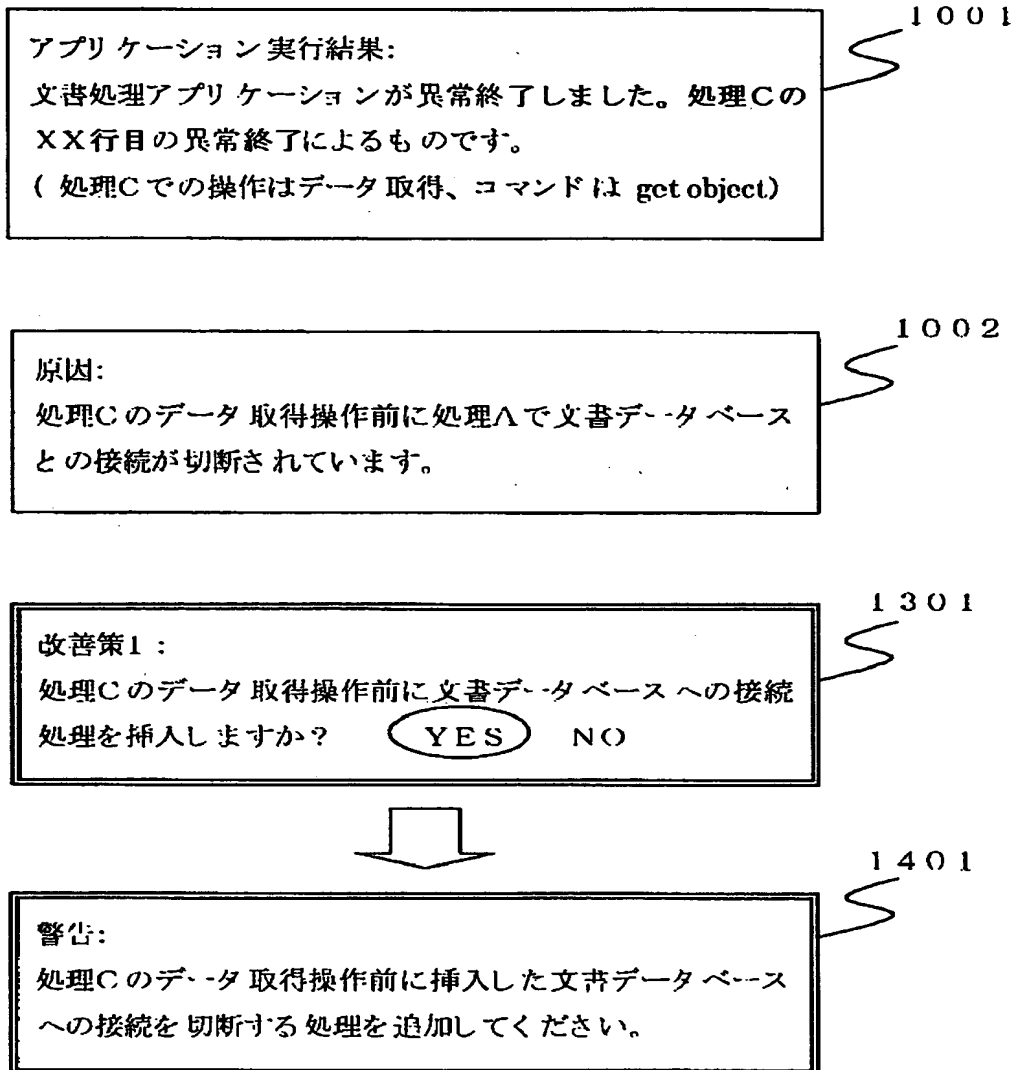 1001
アプリケーション実行結果:
文書処理アプリケーションが異常終了しました。処理Cの
XX行目の異常終了によるものです。
(処理Cでの操作はデータ取得、コマンドは get object)
1002
原因:
処理Cのデータ取得操作前に処理Aで文書データベース
との接続が切断されています。
1301
改善策1:
処理Cのデータ取得操作前に文書データベースへの接続
処理を挿入しますか? YES NO
1401
警告:
処理Cのデータ取得操作前に挿入した文書データベース
への接続を切断する処理を追加してください。